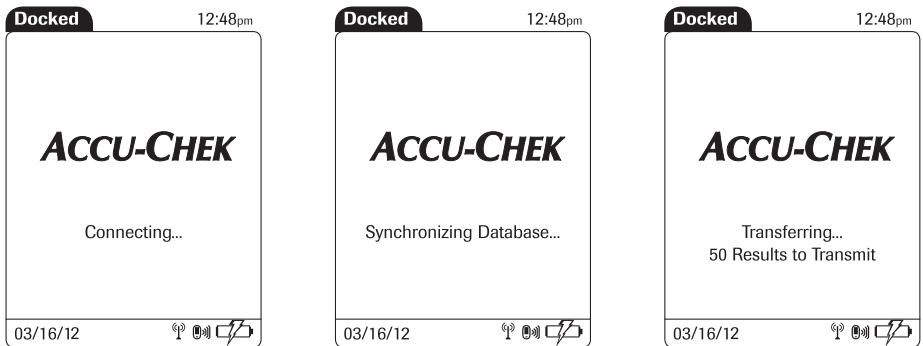 Docked 12:48pm
ACCU-CHEK
Connecting...
03/16/12
Docked 12:48pm
ACCU-CHEK
Synchronizing Database...
03/16/12
Docked 12:48pm
ACCU-CHEK
Transferring...
50 Results to Transmit
03/16/12